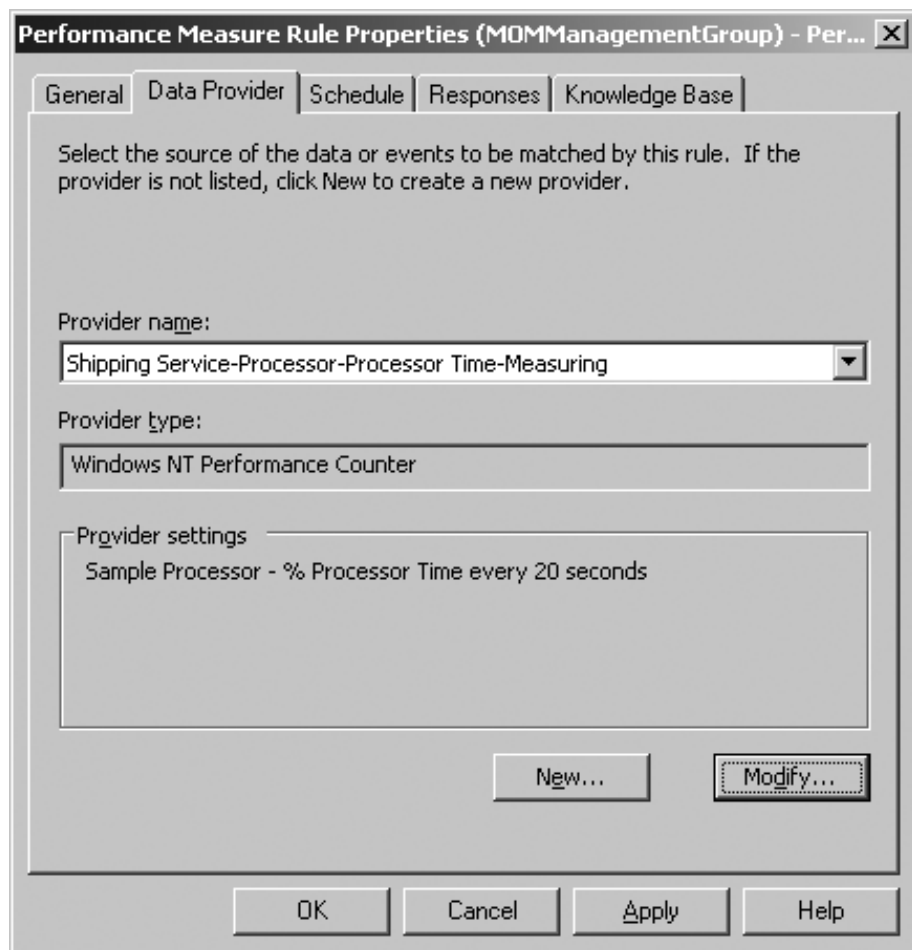 Performance Measure Rule Properties (MOMManagementGroup) - Per...
General Data Provider Schedule Responses Knowledge Base
Select the source of the data or events to be matched by this rule. If the
provider is not listed, click New to create a new provider.
Provider name:
Shipping Service-Processor-Processor Time-Measuring
Provider type:
Windows NT Performance Counter
Provider settings
Sample Processor - % Processor Time every 20 seconds
New... Modify...
OK Cancel Apply Help